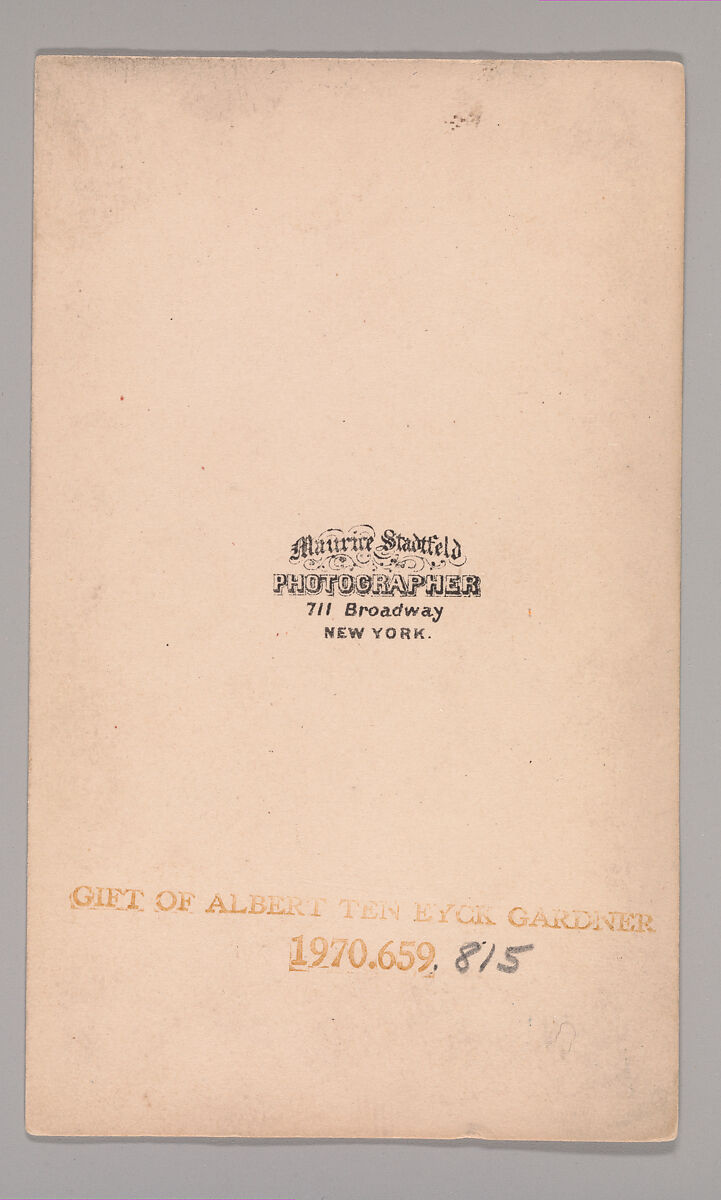 Maurice Stadtfeld
PHOTOGRAPHER
711 Broadway
NEW YORK.
GIFT OF ALBERT TEN EYCK GARDNER
1970.659.815